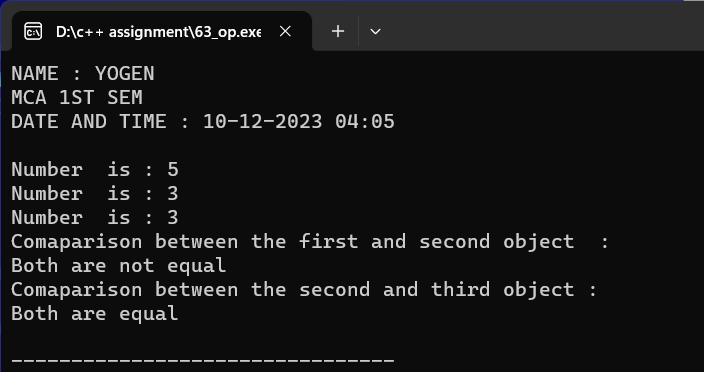 D:\c++ assignment\63_op.exe
NAME : YOGEN
MCA 1ST SEM
DATE AND TIME : 10-12-2023 04:05
Number  is : 5
Number  is : 3
Number  is : 3
Comaparison between the first and second object  :
Both are not equal
Comaparison between the second and third object :
Both are equal
--------------------------------